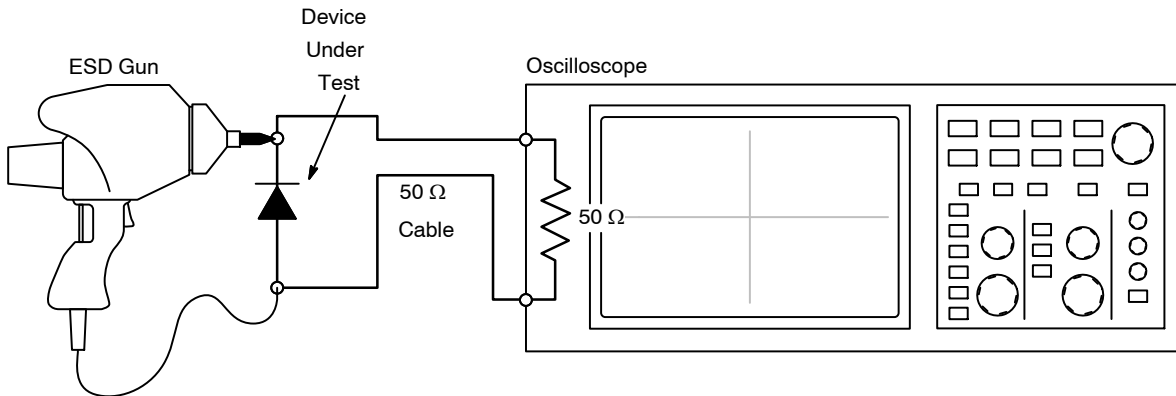 Device
Under
Test
ESD Gun
Oscilloscope
50 Ω
Cable
50 Ω